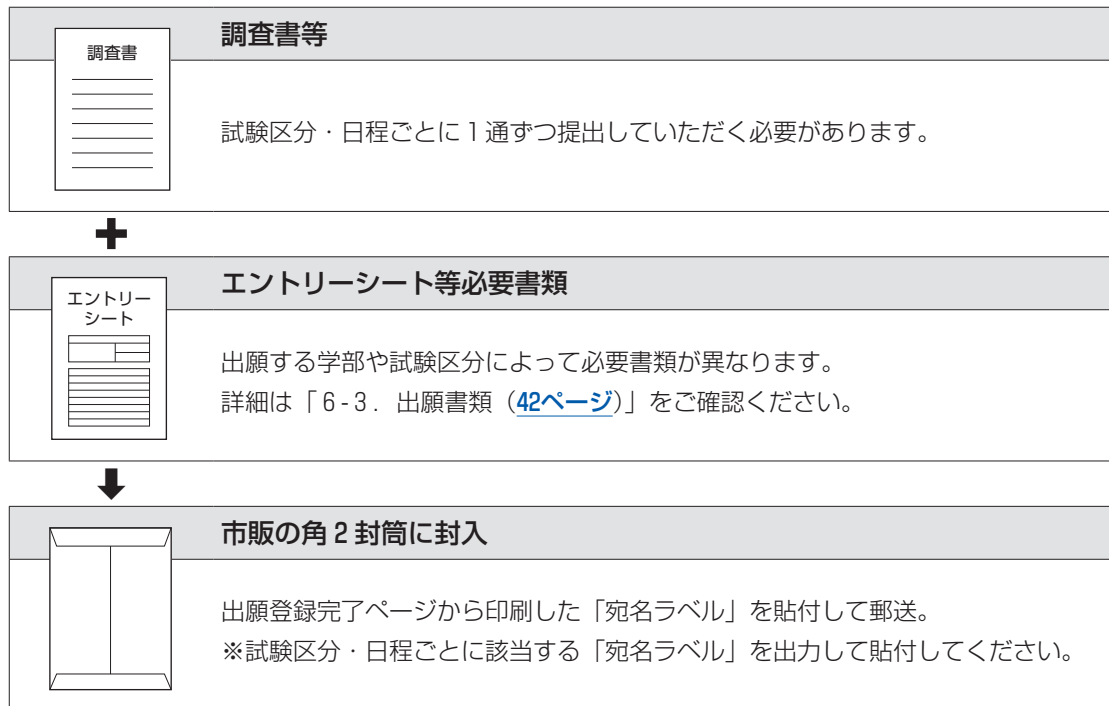 調査書等
調査書
試験区分・日程ごとに1通ずつ提出していただく必要があります。
エントリーシート等必要書類
エントリー
シート
出願する学部や試験区分によって必要書類が異なります。
詳細は「6-3．出願書類（42ページ）」をご確認ください。
市販の角2封筒に封入
出願登録完了ページから印刷した「宛名ラベル」を貼付して郵送。
※試験区分・日程ごとに該当する「宛名ラベル」を出力して貼付してください。